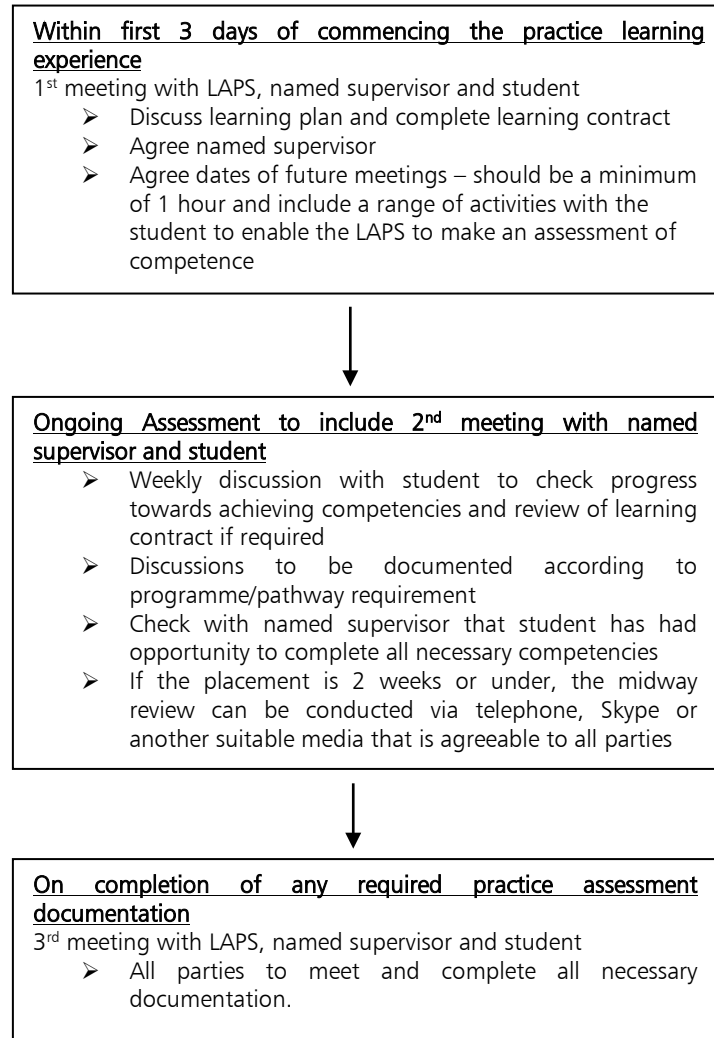 Within first 3 days of commencing the practice learning
experience
1st meeting with LAPS, named supervisor and student
➢ Discuss learning plan and complete learning contract
➢ Agree named supervisor
➢ Agree dates of future meetings – should be a minimum
of 1 hour and include a range of activities with the
student to enable the LAPS to make an assessment of
competence
Ongoing Assessment to include 2nd meeting with named
supervisor and student
➢ Weekly discussion with student to check progress
towards achieving competencies and review of learning
contract if required
➢ Discussions to be documented according to
programme/pathway requirement
➢ Check with named supervisor that student has had
opportunity to complete all necessary competencies
➢ If the placement is 2 weeks or under, the midway
review can be conducted via telephone, Skype or
another suitable media that is agreeable to all parties
On completion of any required practice assessment
documentation
3rd meeting with LAPS, named supervisor and student
➢ All parties to meet and complete all necessary
documentation.